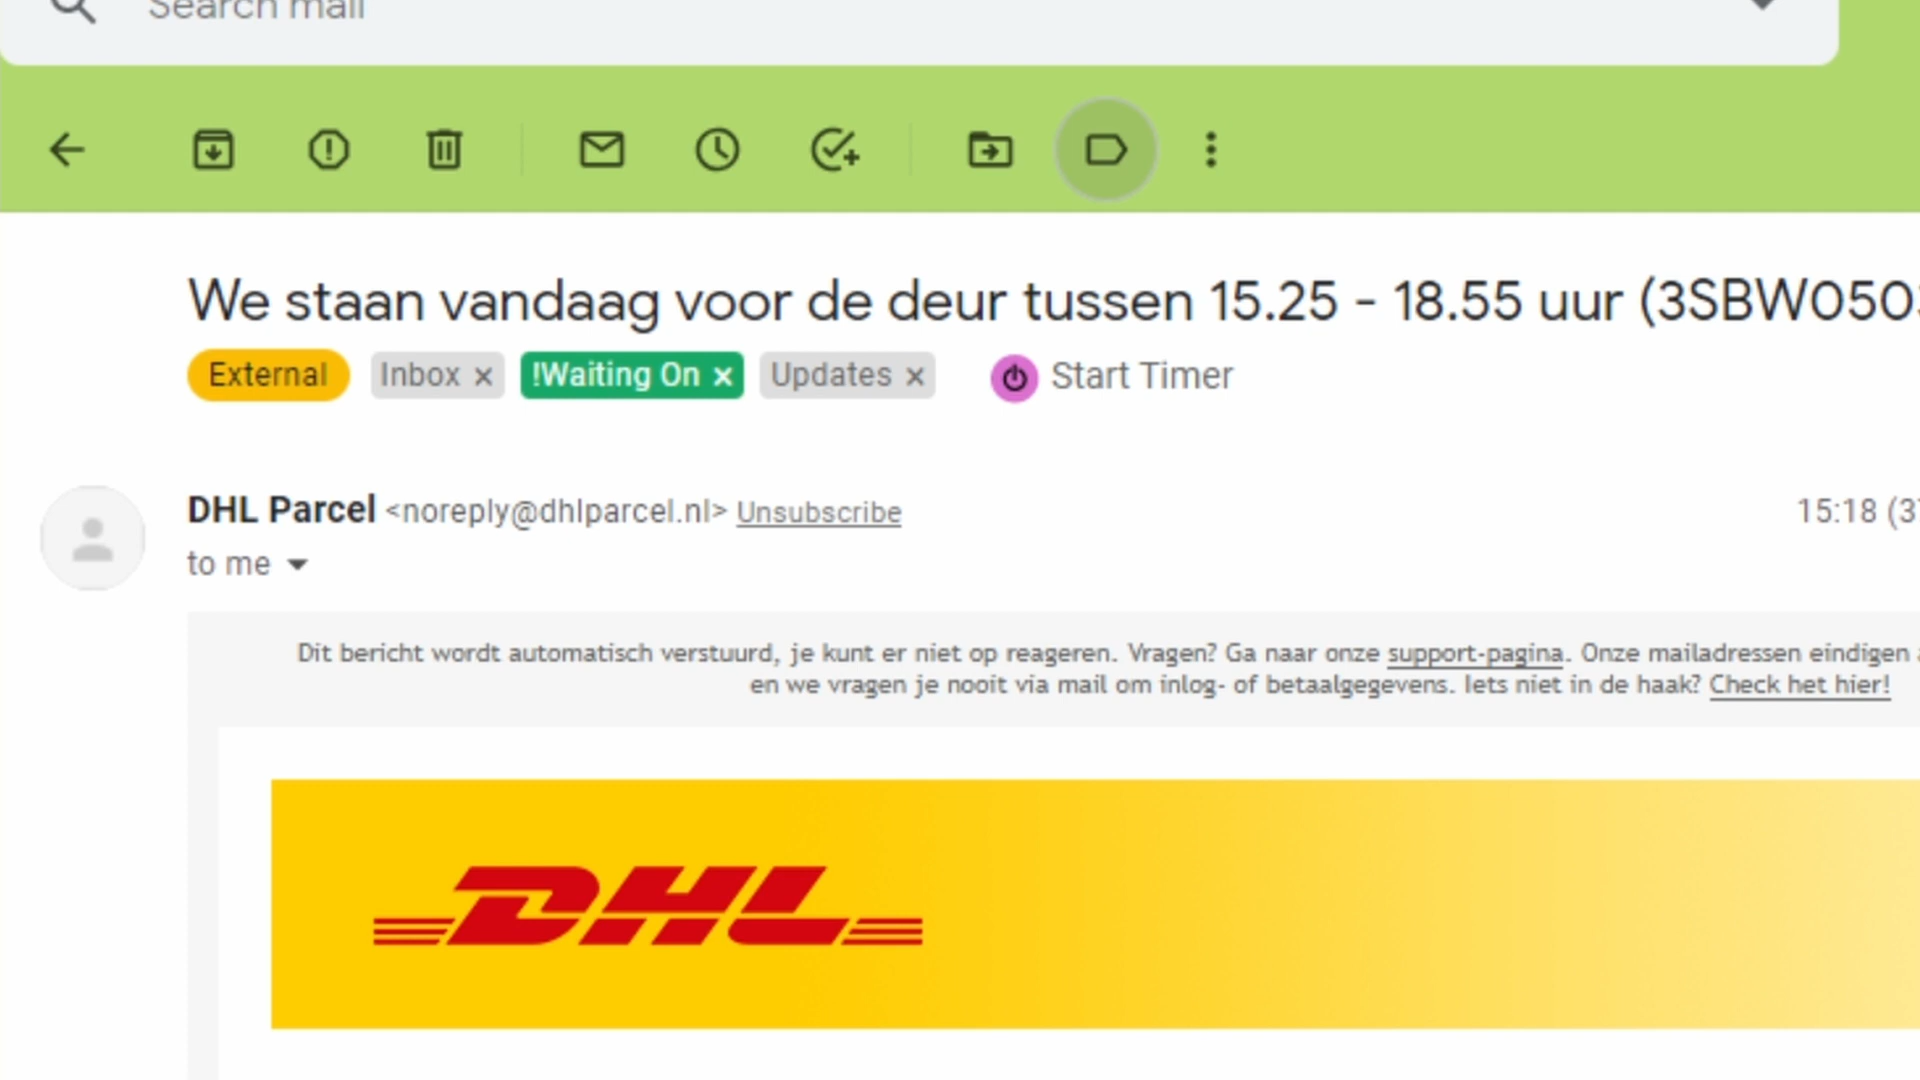 Search mail
We staan vandaag voor de deur tussen 15.25 - 18.55 uur (3SBW050
External Inbox !Waiting On Updates Start Timer
DHL Parcel <noreply@dhlparcel.nl> Unsubscribe 15:18 (3
to me
Dit bericht wordt automatisch verstuurd, je kunt er niet op reageren. Vragen? Ga naar onze support-pagina. Onze mailadressen eindigen
en we vragen je nooit via mail om inlog- of betaalgegevens. Iets niet in de haak? Check het hier!
DHL